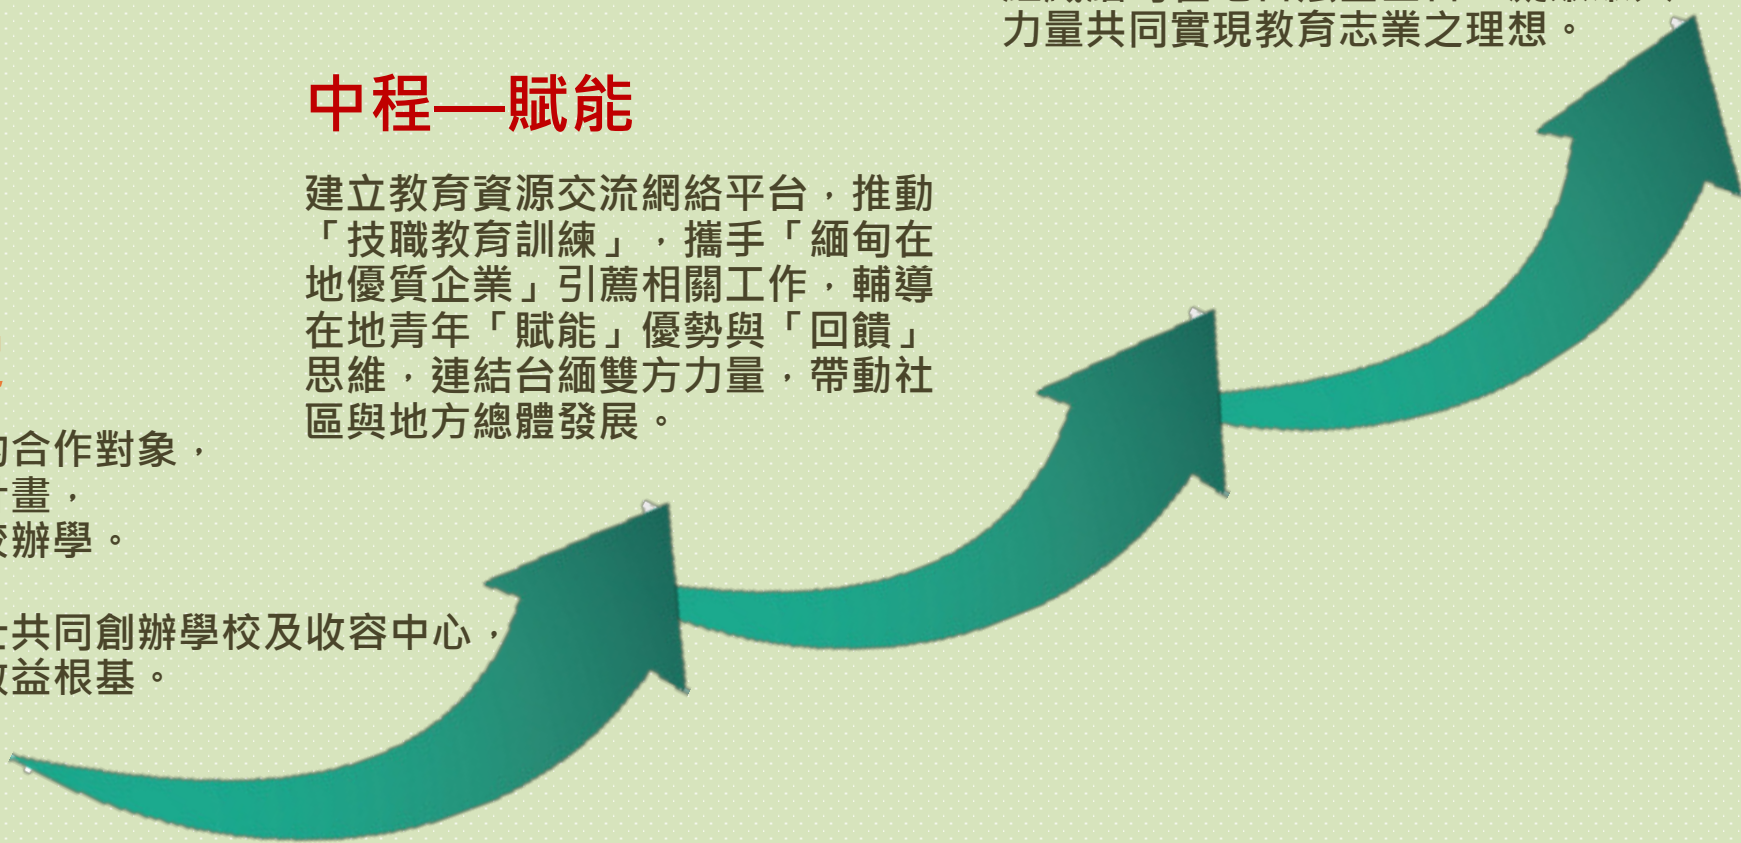 力量共同實現教育志業之理想。
中程—賦能
建立教育資源交流網絡平台，推動
「技職教育訓練」，攜手「緬甸在
地優質企業」引薦相關工作，輔導
在地青年「賦能」優勢與「回饋」
思維，連結台緬雙方力量，帶動社
區與地方總體發展。
的合作對象，
計畫，
校辦學。
共同創辦學校及收容中心，
效益根基。